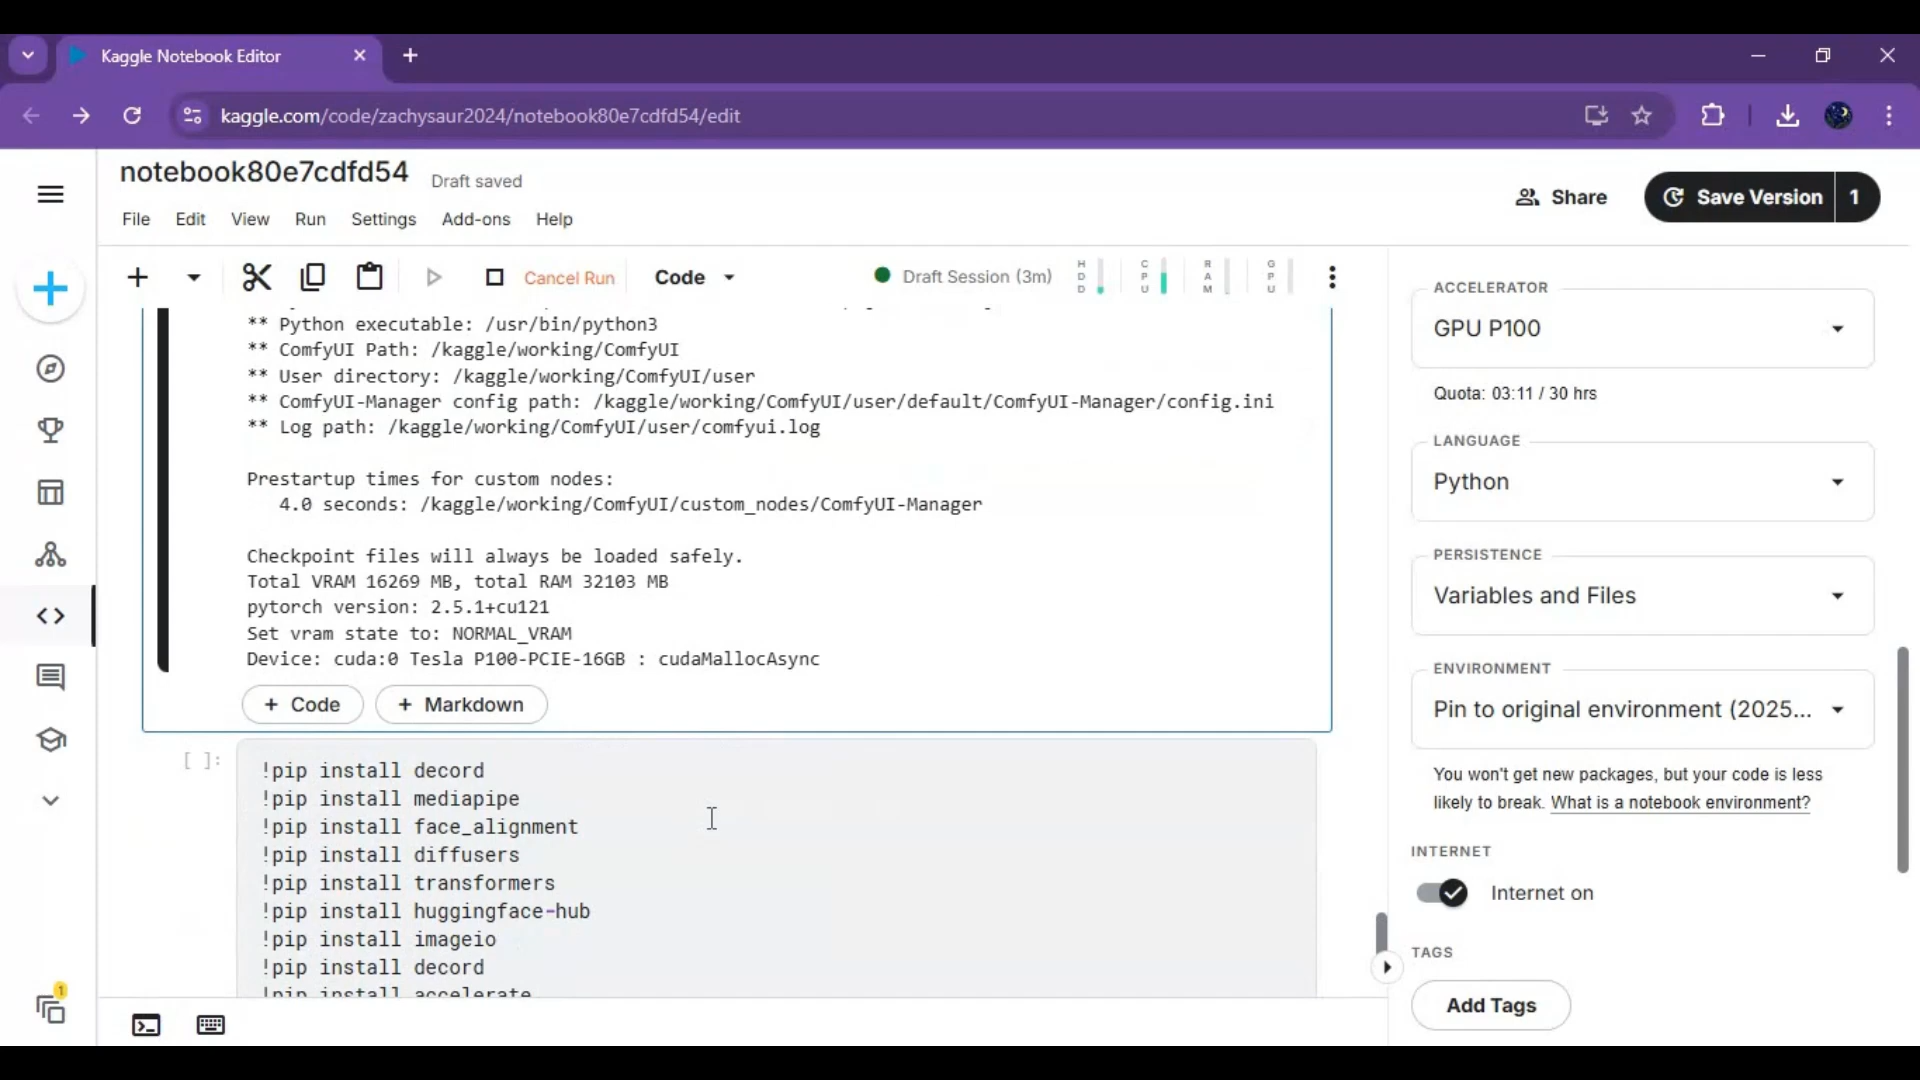 Kaggle Notebook Editor
kaggle.com/code/zachysaur2024/notebook80e7cdfd54/edit
notebook80e7cdfd54
Draft saved
File Edit View Run Settings Add-ons Help
Share
Save Version 1
Cancel Run
Code
Draft Session (3m)
HDD
CPU
RAM
GPU
** Python executable: /usr/bin/python3
** ComfyUI Path: /kaggle/working/ComfyUI
** User directory: /kaggle/working/ComfyUI/user
** ComfyUI-Manager config path: /kaggle/working/ComfyUI/user/default/ComfyUI-Manager/config.ini
** Log path: /kaggle/working/ComfyUI/user/comfyui.log
Prestartup times for custom nodes:
4.0 seconds: /kaggle/working/ComfyUI/custom_nodes/ComfyUI-Manager
Checkpoint files will always be loaded safely.
Total VRAM 16269 MB, total RAM 32103 MB
pytorch version: 2.5.1+cu121
Set vram state to: NORMAL_VRAM
Device: cuda:0 Tesla P100-PCIE-16GB : cudaMallocAsync
+ Code
+ Markdown
[ ]:
!pip install decord
!pip install mediapipe
!pip install face_alignment
!pip install diffusers
!pip install transformers
!pip install huggingface-hub
!pip install imageio
!pip install decord
!pip install accelerate
ACCELERATOR
GPU P100
Quota: 03:11 / 30 hrs
LANGUAGE
Python
PERSISTENCE
Variables and Files
ENVIRONMENT
Pin to original environment (2025...
You won't get new packages, but your code is less
likely to break. What is a notebook environment?
INTERNET
Internet on
TAGS
Add Tags
1